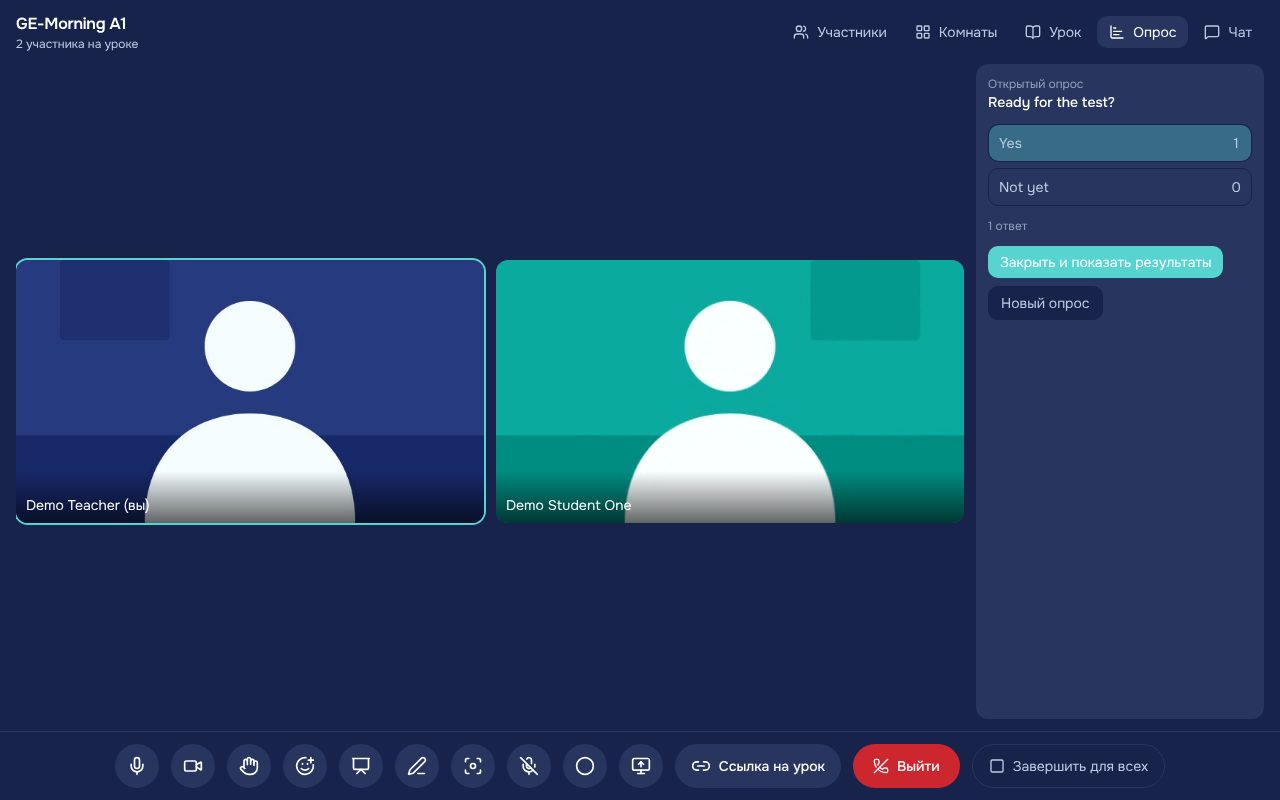 GE-Morning A1
2 участника на уроке
Участники
Комнаты
Урок
Опрос
Чат
Открытый опрос
Ready for the test?
Yes 1
Not yet 0
1 ответ
Закрыть и показать результаты
Новый опрос
Demo Teacher (вы)
Demo Student One
Ссылка на урок
Выйти
Завершить для всех